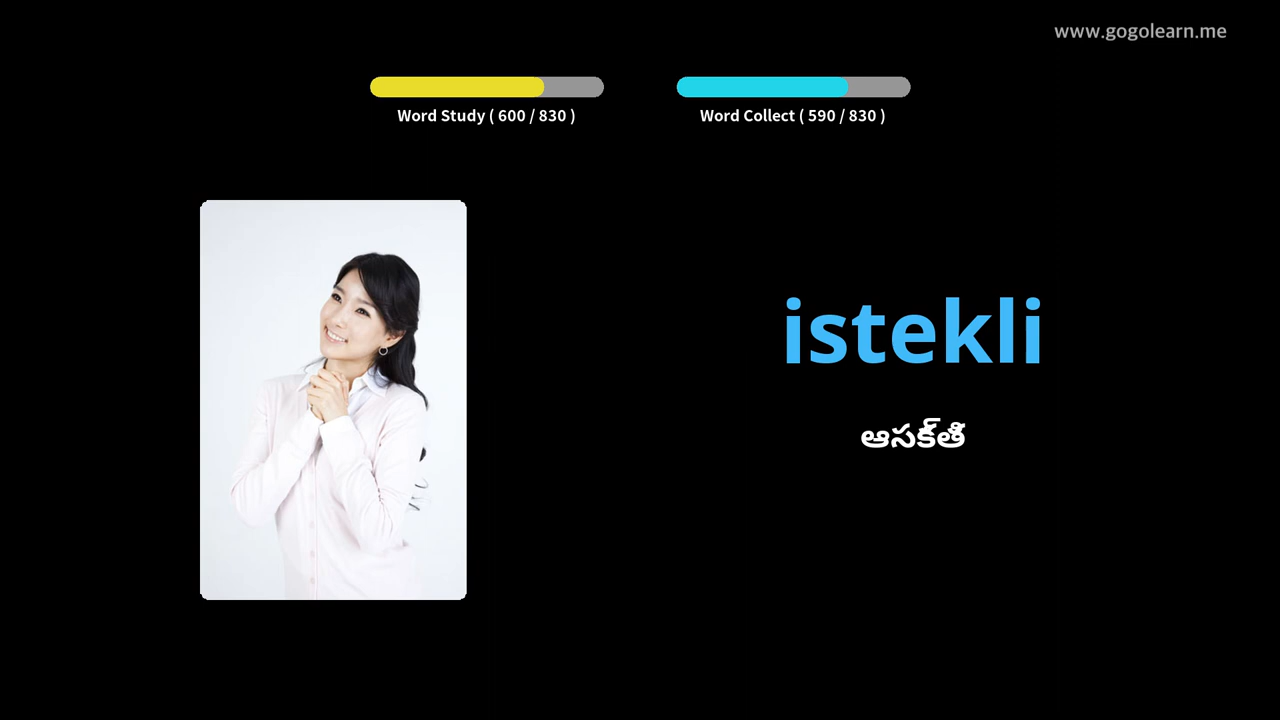 www.gogolearn.me
Word Study ( 600 / 830 )
Word Collect ( 590 / 830 )
istekli
ఆసక్తి